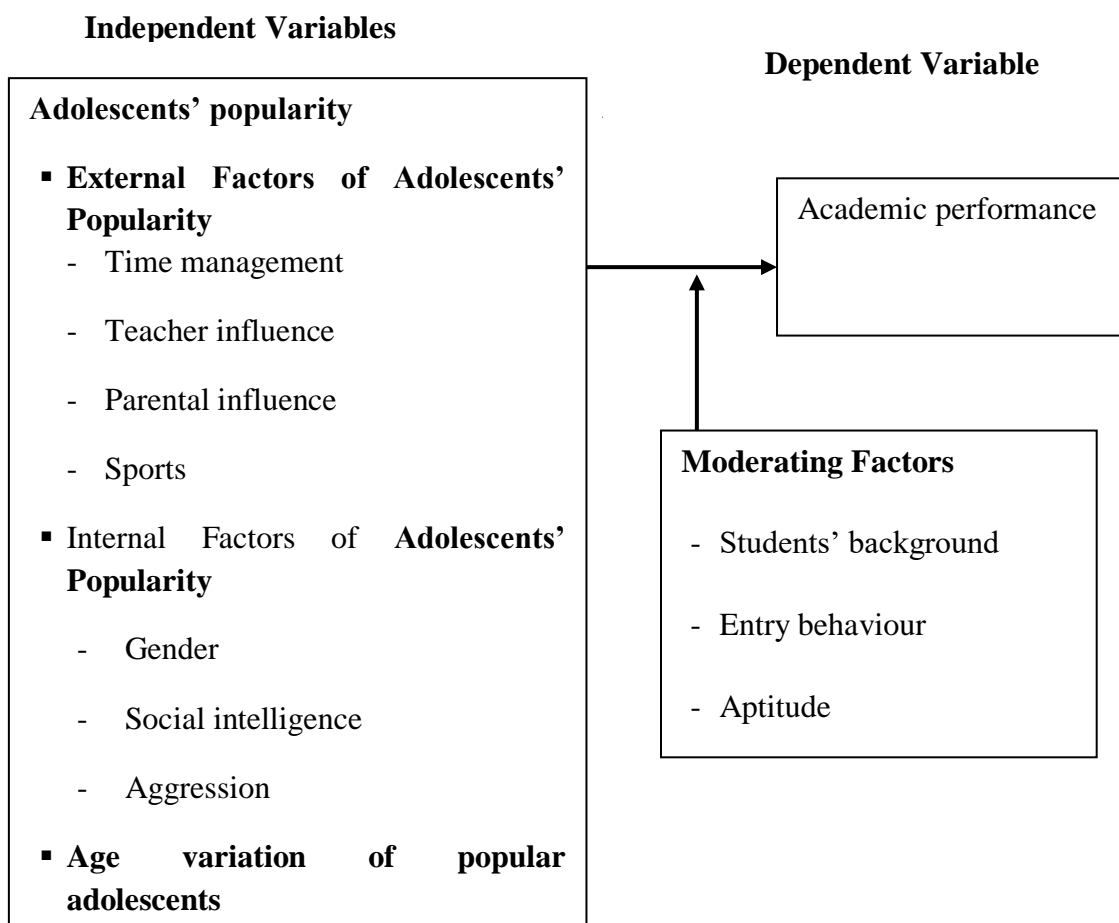 Independent Variables
Dependent Variable
Adolescents’ popularity
▪ External Factors of Adolescents’
Popularity
- Time management
- Teacher influence
- Parental influence
- Sports
▪ Internal Factors of Adolescents’
Popularity
- Gender
- Social intelligence
- Aggression
▪ Age variation of popular
adolescents
Academic performance
Moderating Factors
- Students’ background
- Entry behaviour
- Aptitude